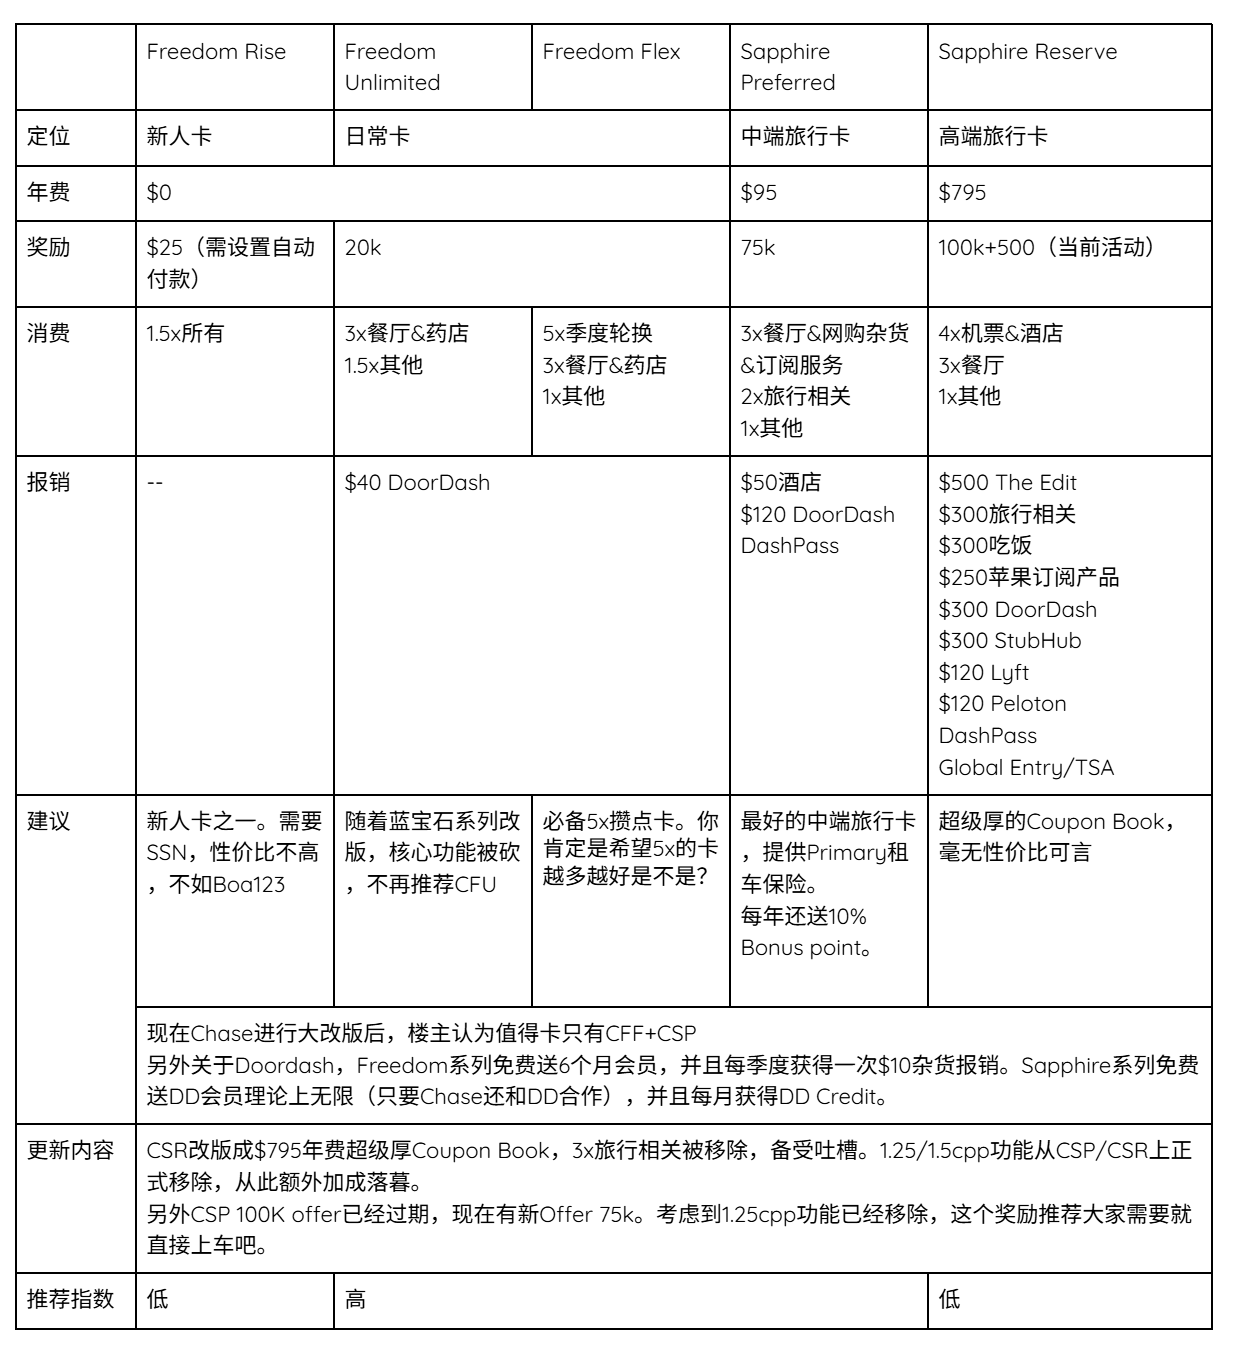 Freedom Rise
Freedom
Unlimited
Freedom Flex
Sapphire
Preferred
Sapphire Reserve
定位
新人卡
日常卡
中端旅行卡
高端旅行卡
年费
$0
$95
$795
奖励
$25（需设置自动
付款）
20k
75k
100k+500（当前活动）
消费
1.5x所有
3x餐厅&药店
1.5x其他
5x季度轮换
3x餐厅&药店
1x其他
3x餐厅&网购杂货
&订阅服务
2x旅行相关
1x其他
4x机票&酒店
3x餐厅
1x其他
报销
--
$40 DoorDash
$50酒店
$120 DoorDash
DashPass
$500 The Edit
$300旅行相关
$300吃饭
$250苹果订阅产品
$300 DoorDash
$300 StubHub
$120 Lyft
$120 Peloton
DashPass
Global Entry/TSA
建议
新人卡之一。需要
SSN，性价比不高
，不如Boa123
随着蓝宝石系列改
版，核心功能被砍
，不再推荐CFU
必备5x攒点卡。你
肯定是希望5x的卡
越多越好是不是？
最好的中端旅行卡
，提供Primary租
车保险。
每年还送10%
Bonus point。
超级厚的Coupon Book，
毫无性价比可言
现在Chase进行大改版后，楼主认为值得卡只有CFF+CSP
另外关于Doordash，Freedom系列免费送6个月会员，并且每季度获得一次$10杂货报销。Sapphire系列免费
送DD会员理论上无限（只要Chase还和DD合作），并且每月获得DD Credit。
更新内容
CSR改版成$795年费超级厚Coupon Book，3x旅行相关被移除，备受吐槽。1.25/1.5cpp功能从CSP/CSR上正
式移除，从此额外加成落幕。
另外CSP 100K offer已经过期，现在有新Offer 75k。考虑到1.25cpp功能已经移除，这个奖励推荐大家需要就
直接上车吧。
推荐指数
低
高
低